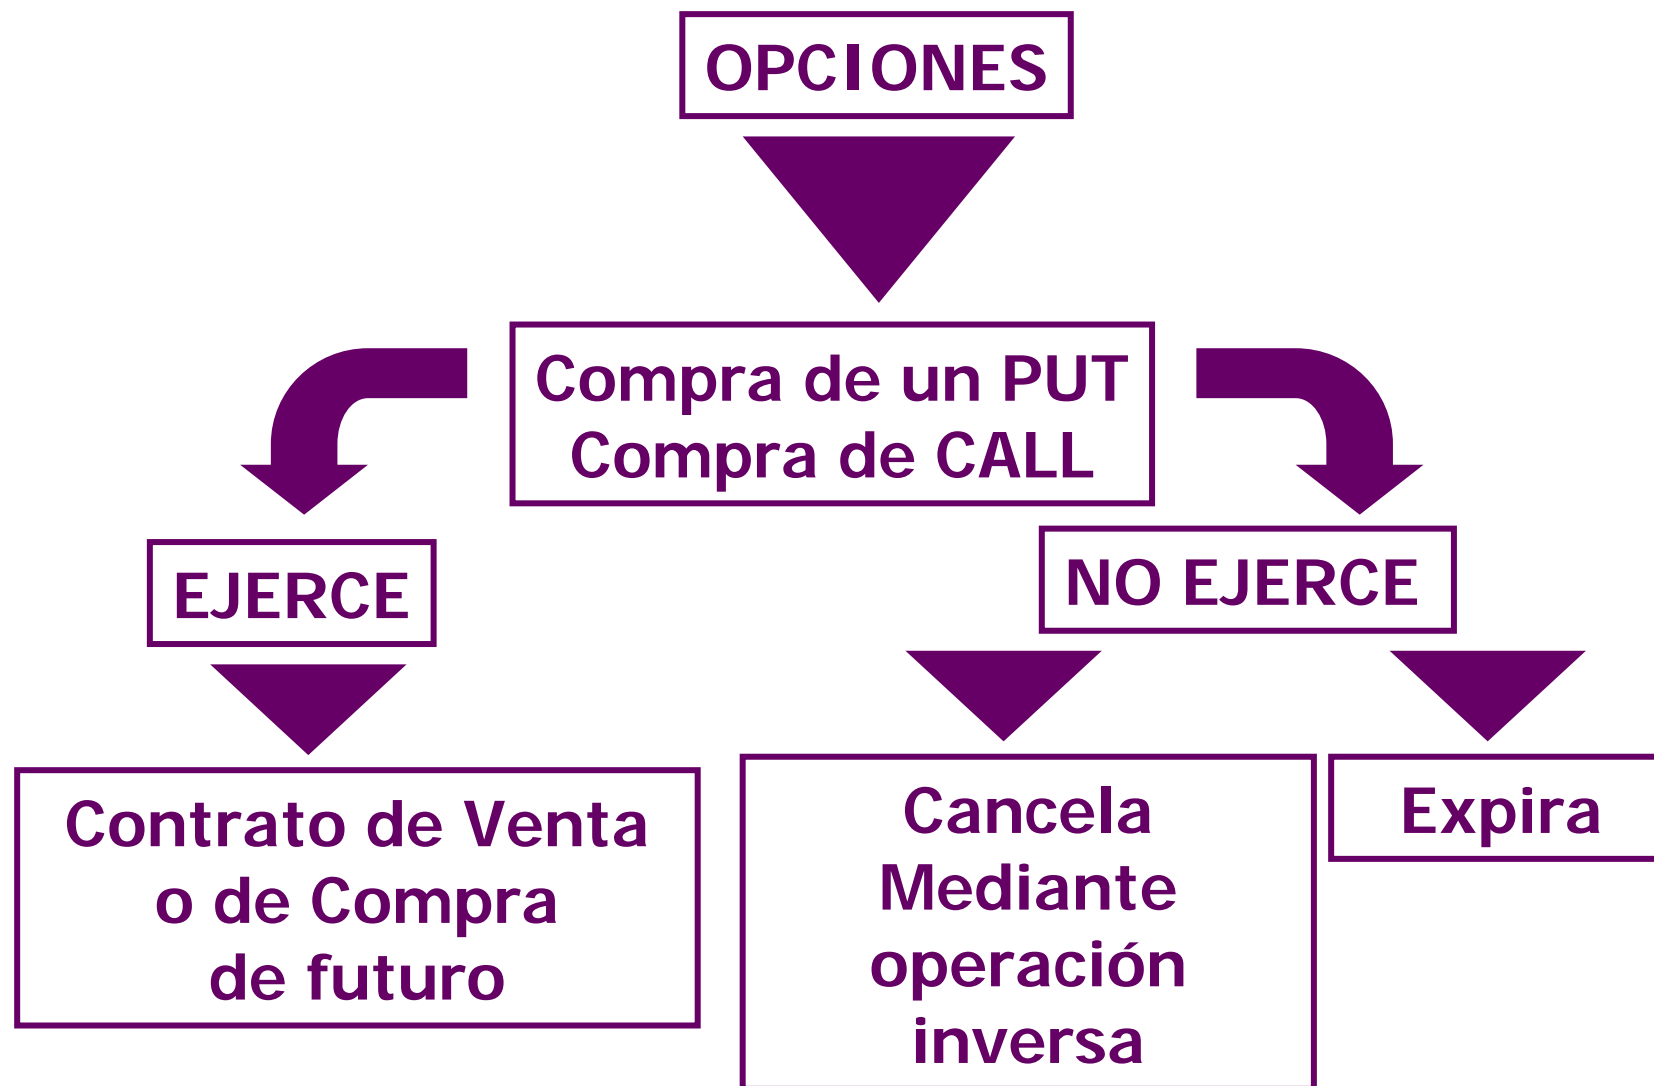 OPCIONES
Compra de un PUT
Compra de CALL
EJERCE
NO EJERCE
Contrato de Venta
o de Compra
de futuro
Cancela
Mediante
operación
inversa
Expira